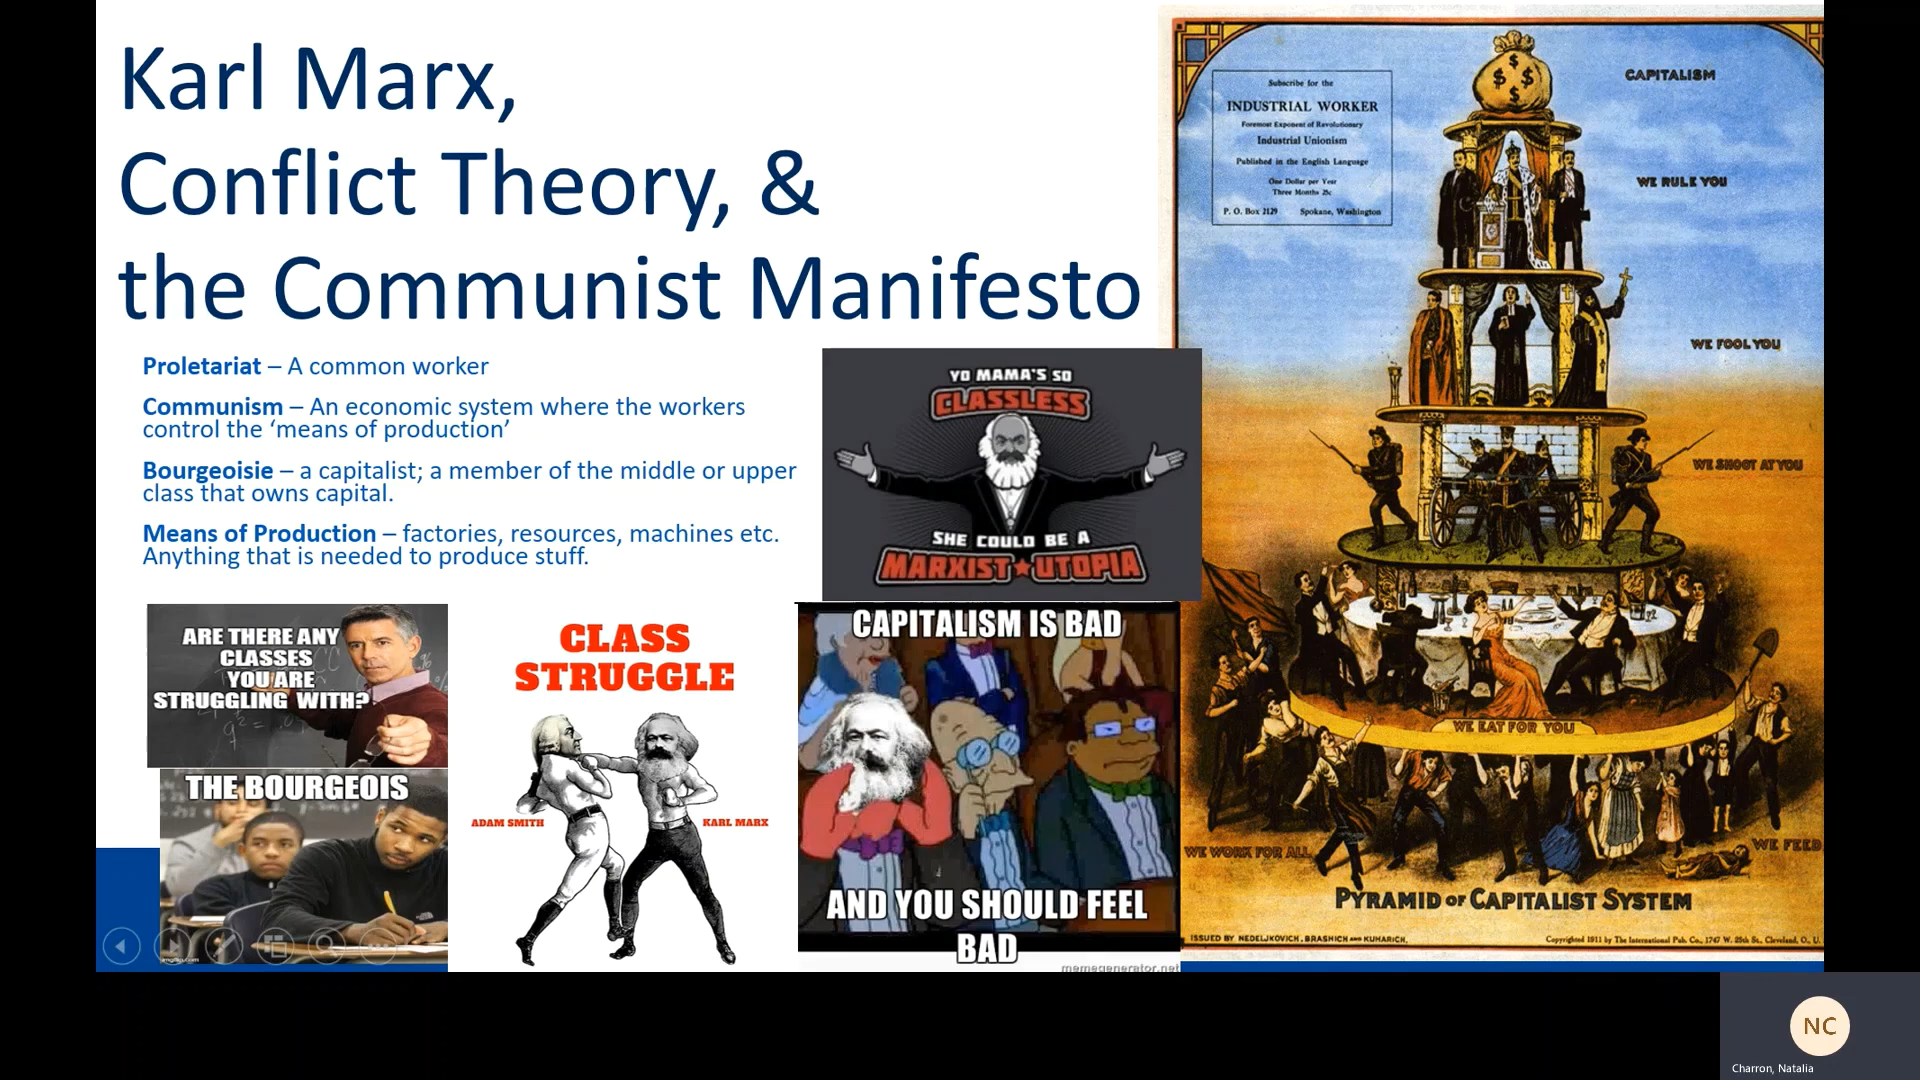 Karl Marx,
Conflict Theory, &
the Communist Manifesto
Proletariat – A common worker
Communism – An economic system where the workers
control the ‘means of production’
Bourgeoisie – a capitalist; a member of the middle or upper
class that owns capital.
Means of Production – factories, resources, machines etc.
Anything that is needed to produce stuff.
YO MAMA'S SO
CLASSLESS
SHE COULD BE A
MARXIST★UTOPIA
ARE THERE ANY
CLASSES
YOU ARE
STRUGGLING WITH?
THE BOURGEOIS
imgflip.com
CLASS
STRUGGLE
ADAM SMITH
KARL MARX
CAPITALISM IS BAD
AND YOU SHOULD FEEL
BAD
memegenerator.net
Subscribe for the
INDUSTRIAL WORKER
Foremost Exponent of Revolutionary
Industrial Unionism
Published in the English Language
One Dollar per Year
Three Months 25c
P. O. Box 2129 Spokane, Washington
CAPITALISM
WE RULE YOU
WE FOOL YOU
WE SHOOT AT YOU
WE EAT FOR YOU
WE WORK FOR ALL
WE FEED
PYRAMID OF CAPITALIST SYSTEM
ISSUED BY NEDELJKOVICH, BRASHICH AND KUHARICH.
Copyrighted 1911 by The International Pub. Co., 1747 W. 25th St., Cleveland, O., U.
NC
Charron, Natalia